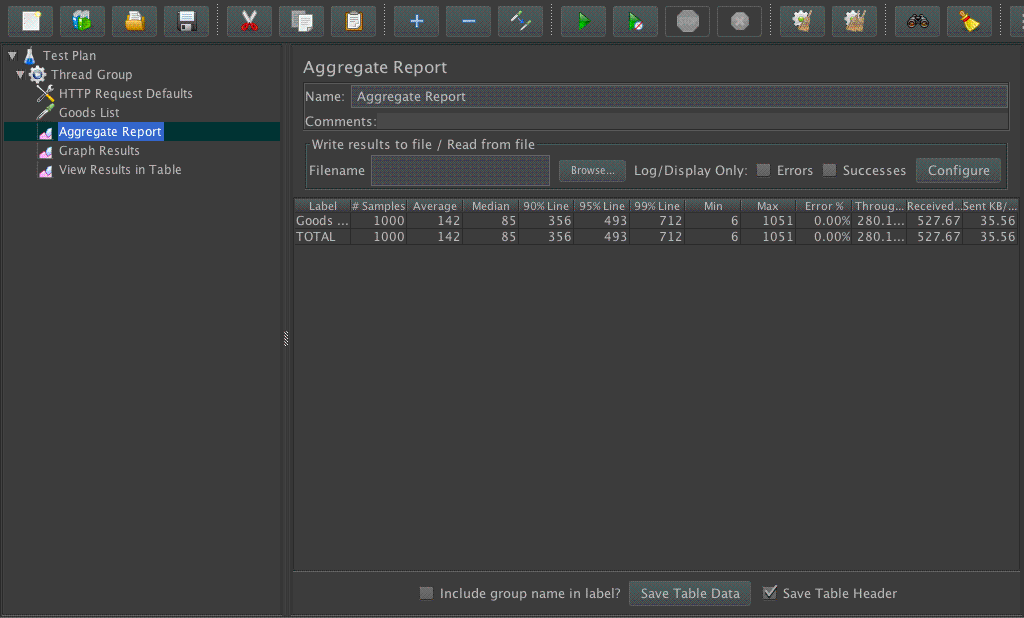 Test Plan
Thread Group
HTTP Request Defaults
Goods List
Aggregate Report
Graph Results
View Results in Table
Aggregate Report
Name: Aggregate Report
Comments:
Write results to file / Read from file
Filename Browse... Log/Display Only: Errors Successes Configure
Label # Samples Average Median 90% Line 95% Line 99% Line Min Max Error % Throug... Received... Sent KB/...
Goods ... 1000 142 85 356 493 712 6 1051 0.00% 280.1... 527.67 35.56
TOTAL 1000 142 85 356 493 712 6 1051 0.00% 280.1... 527.67 35.56
Include group name in label? Save Table Data Save Table Header